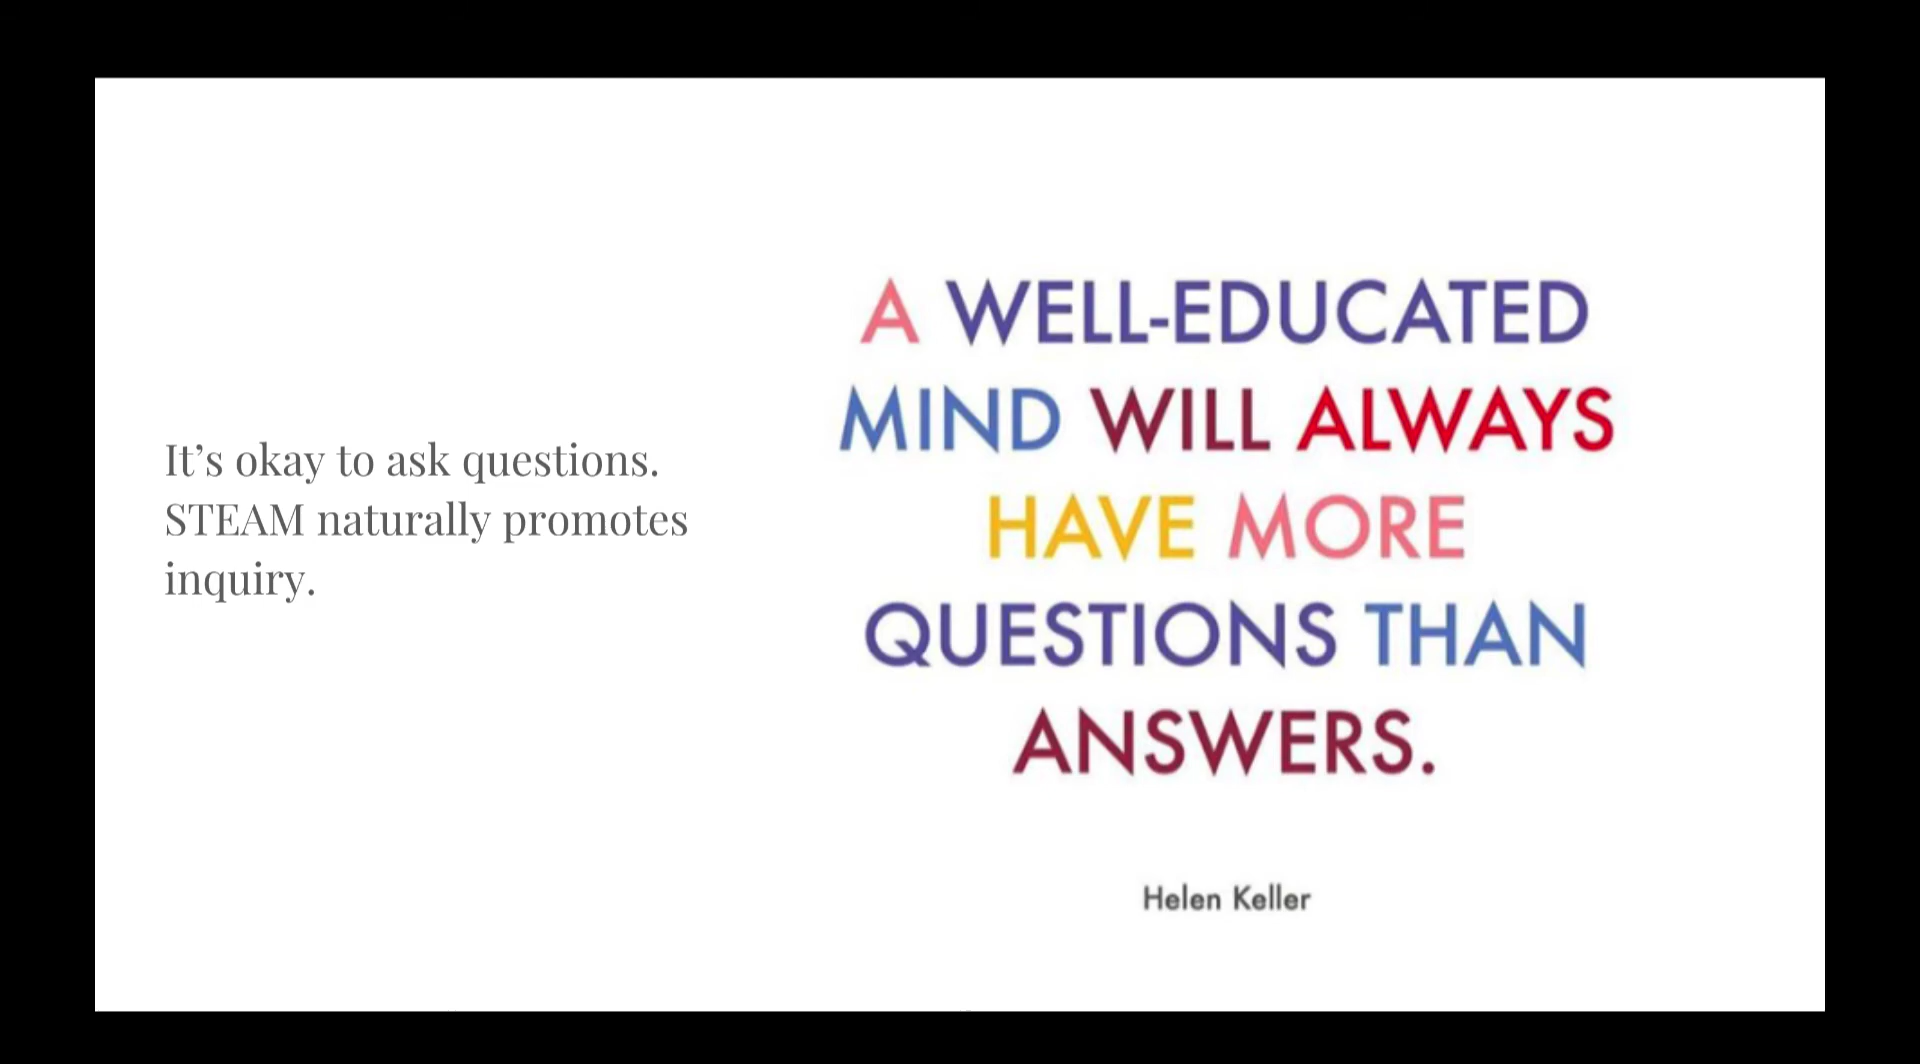 It’s okay to ask questions.
STEAM naturally promotes
inquiry.
A WELL-EDUCATED
MIND WILL ALWAYS
HAVE MORE
QUESTIONS THAN
ANSWERS.
Helen Keller